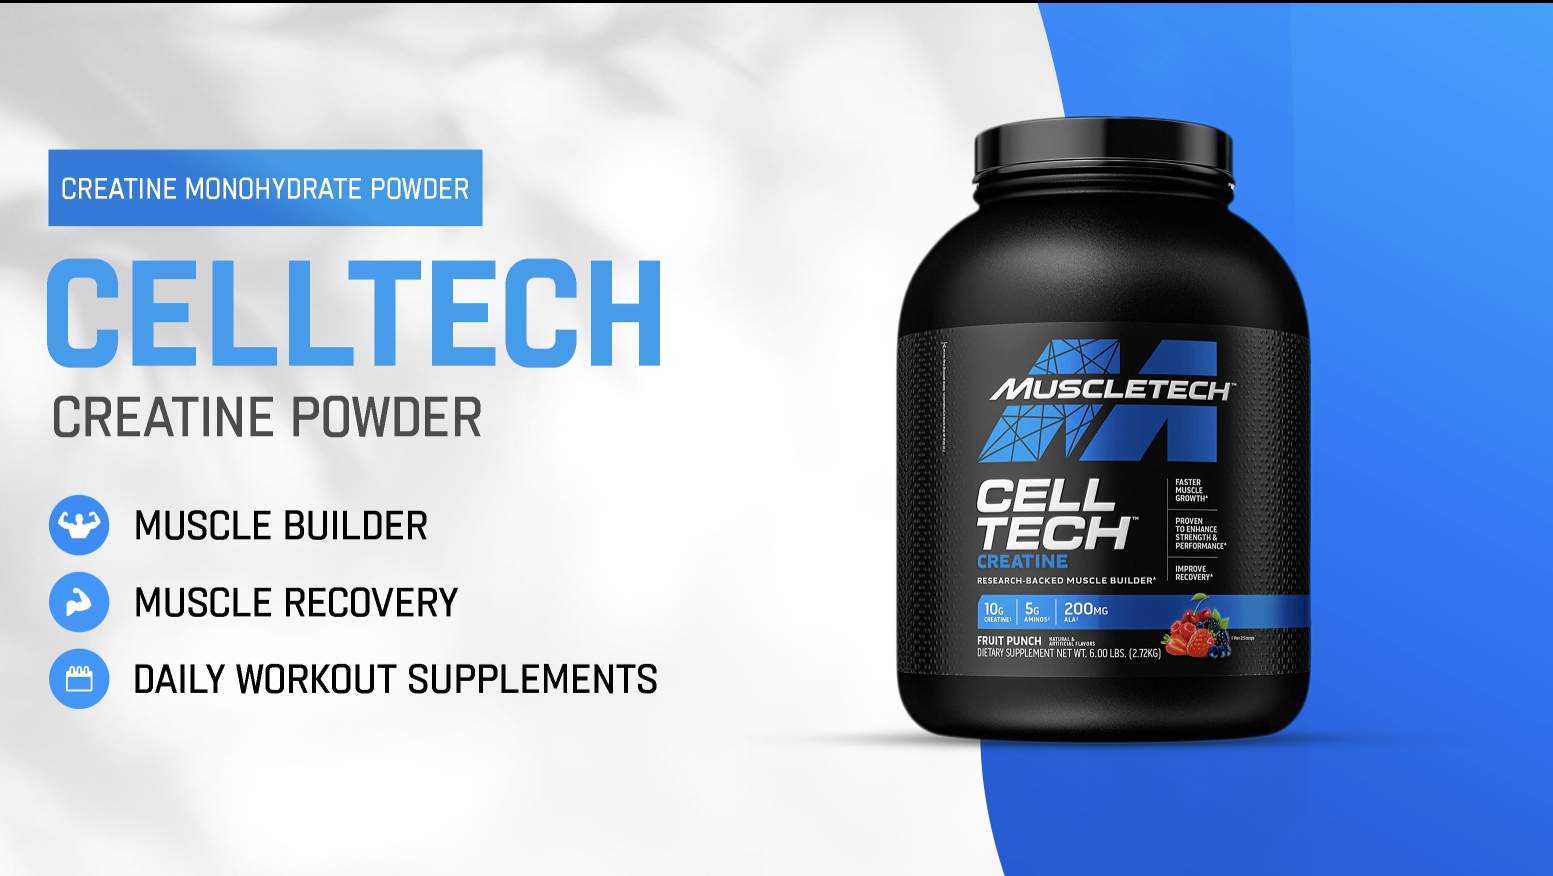 CREATINE MONOHYDRATE POWDER
CELLTECH
CREATINE POWDER
MUSCLE BUILDER
MUSCLE RECOVERY
DAILY WORKOUT SUPPLEMENTS
MUSCLETECH™
CELL
TECH™
CREATINE
RESEARCH-BACKED MUSCLE BUILDER*
FASTER
MUSCLE
GROWTH*
PROVEN
TO ENHANCE
STRENGTH &
PERFORMANCE*
IMPROVE
RECOVERY*
10G
CREATINE‡
5G
AMINOS‡
200MG
ALA‡
FRUIT PUNCH
NATURAL &
ARTIFICIAL FLAVORS
DIETARY SUPPLEMENT NET WT. 6.00 LBS. (2.72KG)